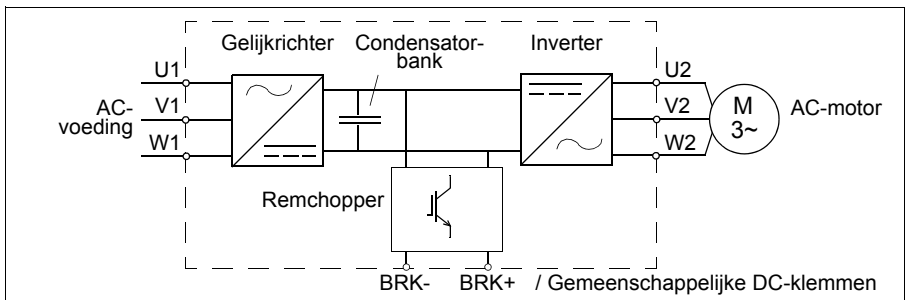 Gelijkrichter
Condensator-
bank
Inverter
U1
V1
W1
AC-
voeding
U2
V2
W2
M
3~
AC-motor
Remchopper
BRK-
BRK+
/ Gemeenschappelijke DC-klemmen